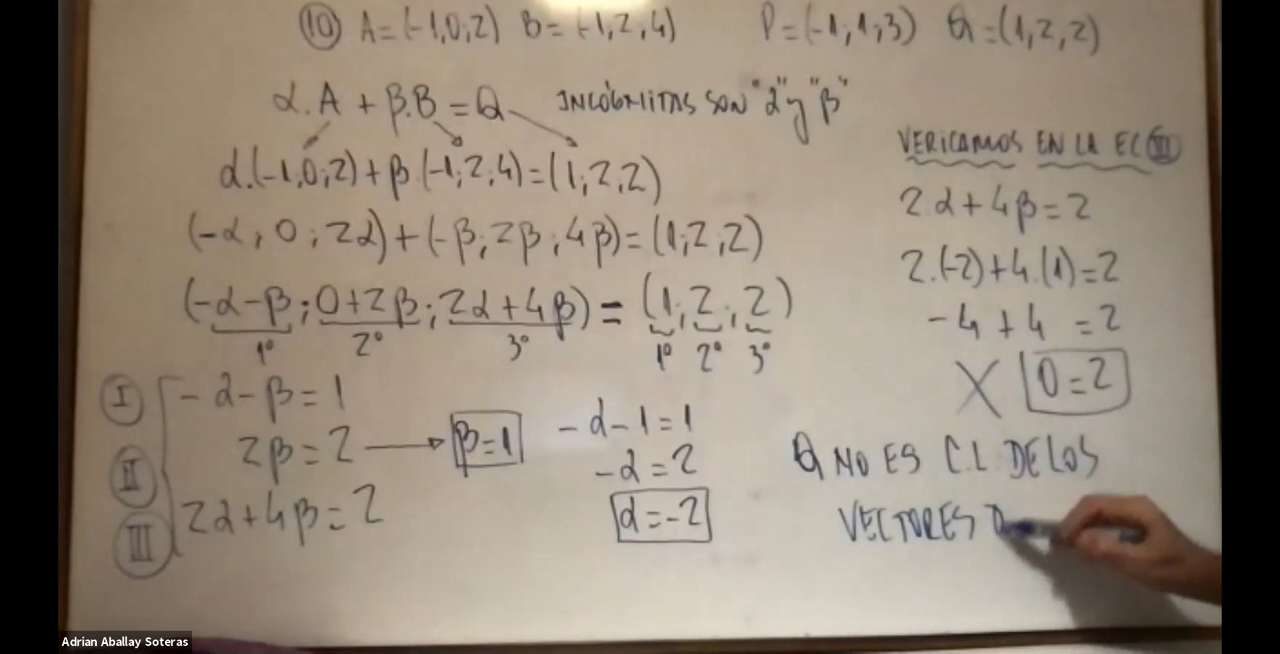 10 A=(-1,0,2) B=(-1,2,4) P=(-1;1;3) Q=(1,2,2)
α.A + β.B = Q INCÓGNITAS SON "α" y "β"
α.(-1,0;2)+β.(-1;2;4)=(1;2;2)
(-α;0;2α)+(-β;2β;4β)=(1;2;2)
(-α-β;0+2β;2α+4β)=(1;2;2)
1° 2° 3° 1° 2° 3°
I -α-β=1
II 2β=2 → β=1
III 2α+4β=2
-α-1=1
-α=2
α=-2
VERICAMOS EN LA EC III
2α+4β=2
2.(-2)+4.(1)=2
-4+4=2
X 0=2
Q NO ES C.L. DE LOS
VECTORES
Adrian Aballay Soteras